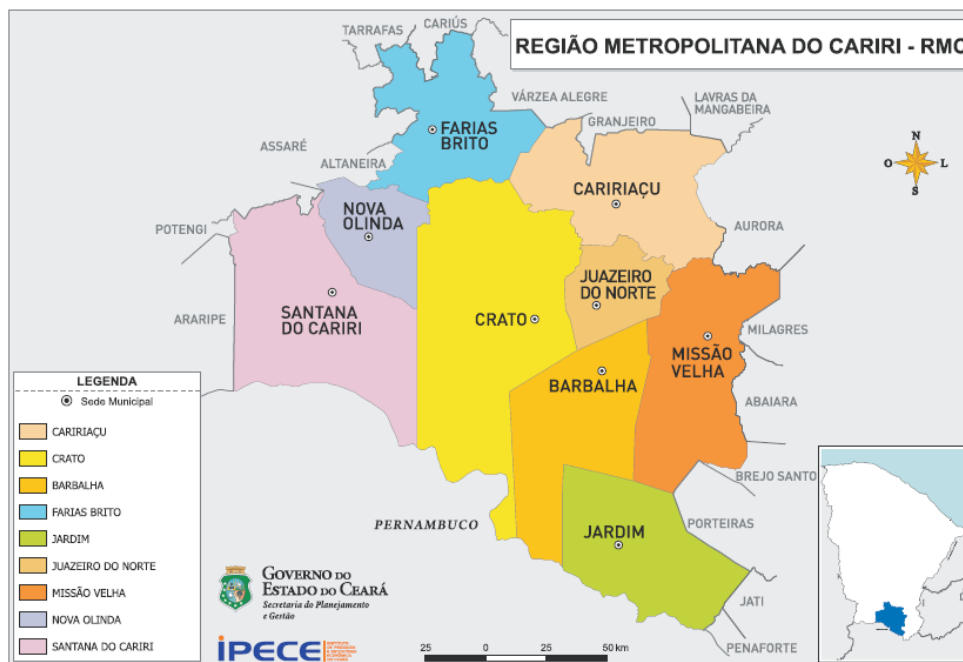 REGIÃO METROPOLITANA DO CARIRI - RMC
TARRAFAS
CARIÚS
VÁRZEA ALEGRE
LAVRAS DA
MANGABEIRA
GRANJEIRO
FARIAS
BRITO
ASSARÉ
ALTANEIRA
N
O
L
S
CARIRIAÇU
NOVA
OLINDA
POTENGI
AURORA
JUAZEIRO
DO NORTE
SANTANA
DO CARIRI
ARARIPE
CRATO
MILAGRES
MISSÃO
VELHA
BARBALHA
ABAIARA
BREJO SANTO
PERNAMBUCO
PORTEIRAS
JARDIM
JATI
PENAFORTE
LEGENDA
Sede Municipal
CARIRIAÇU
CRATO
BARBALHA
FARIAS BRITO
JARDIM
JUAZEIRO DO NORTE
MISSÃO VELHA
NOVA OLINDA
SANTANA DO CARIRI
GOVERNO DO
ESTADO DO CEARÁ
Secretaria do Planejamento
e Gestão
IPECE
25 0 25 50 km